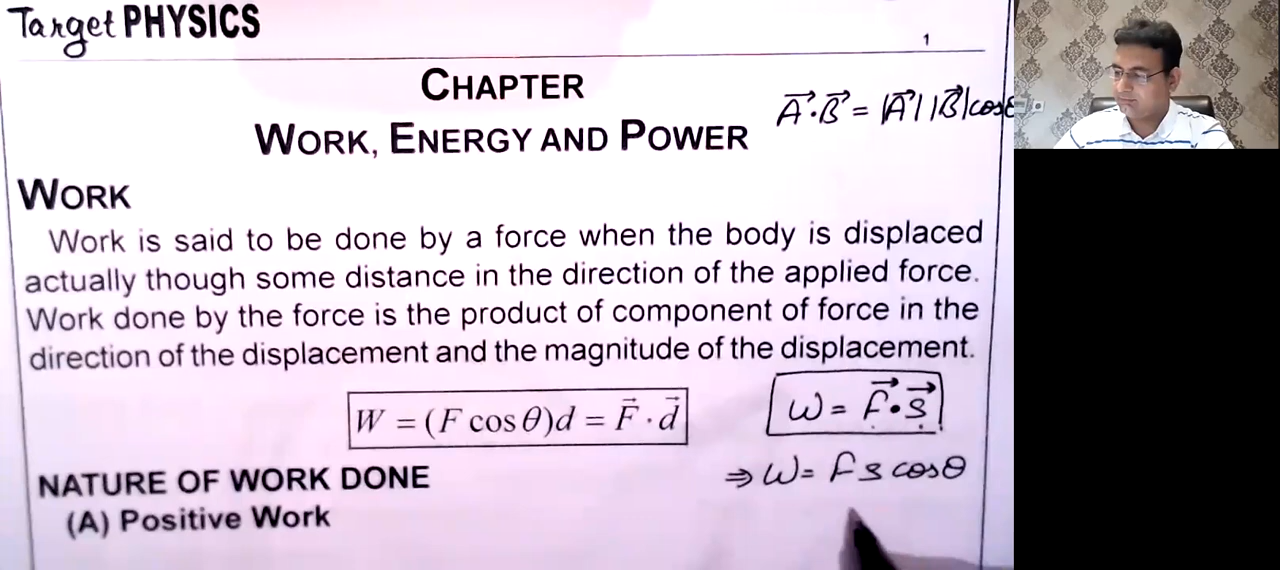 Target PHYSICS
1
CHAPTER
WORK, ENERGY AND POWER
A⃗·B⃗ = |A⃗||B⃗|cosθ
WORK
Work is said to be done by a force when the body is displaced
actually though some distance in the direction of the applied force.
Work done by the force is the product of component of force in the
direction of the displacement and the magnitude of the displacement.
W = (F cosθ)d = F⃗ · d⃗
W = F⃗·S⃗
⇒ W = F S cosθ
NATURE OF WORK DONE
(A) Positive Work